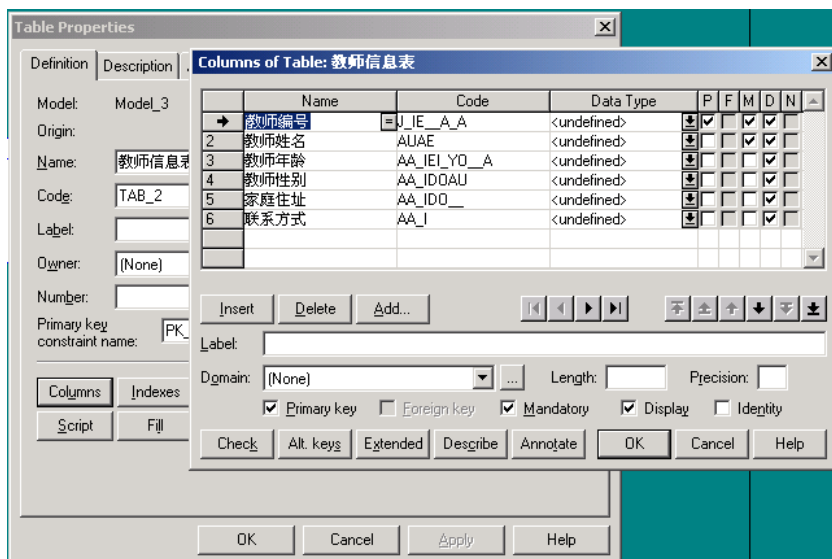 Table Properties
Definition Description
Model: Model_3
Origin:
Name: 教师信息表
Code: TAB_2
Label:
Owner: (None)
Number:
Primary key constraint name: PK_
Columns Indexes
Script Fill
OK Cancel Apply Help
Columns of Table: 教师信息表
Name Code Data Type P F M D N
教师编号 = J_IE__A_A <undefined>
2 教师姓名 AUAE <undefined>
3 教师年龄 AA_IEI_YO__A <undefined>
4 教师性别 AA_IDOAU <undefined>
5 家庭住址 AA_IDO__ <undefined>
6 联系方式 AA_I <undefined>
Insert Delete Add...
Label:
Domain: (None) ... Length: Precision:
Primary key Foreign key Mandatory Display Identity
Check Alt. keys Extended Describe Annotate OK Cancel Help